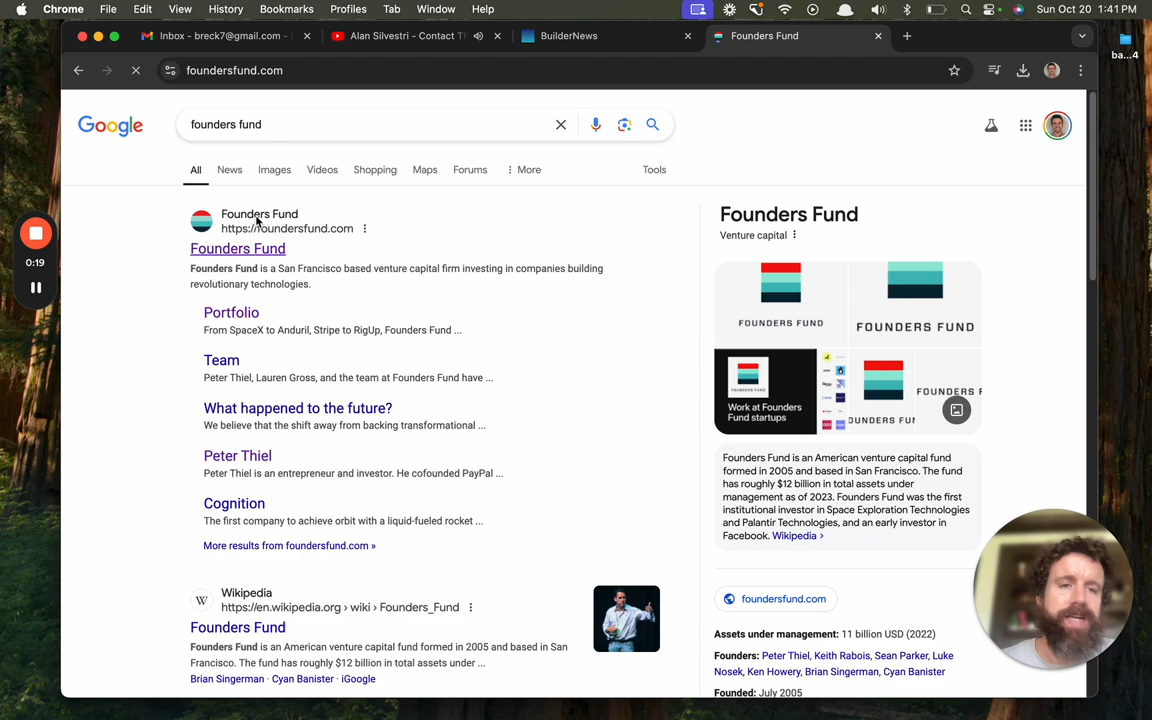 Chrome File Edit View History Bookmarks Profiles Tab Window Help Sun Oct 20 1:41 PM
Inbox - breck7@gmail.com - Alan Silvestri - Contact BuilderNews Founders Fund
ba...4
foundersfund.com
Google founders fund
All News Images Videos Shopping Maps Forums More Tools
Founders Fund
https://foundersfund.com
Founders Fund
Founders Fund is a San Francisco based venture capital firm investing in companies building
revolutionary technologies.
Portfolio
From SpaceX to Anduril, Stripe to RigUp, Founders Fund ...
Team
Peter Thiel, Lauren Gross, and the team at Founders Fund have ...
What happened to the future?
We believe that the shift away from backing transformational ...
Peter Thiel
Peter Thiel is an entrepreneur and investor. He cofounded PayPal ...
Cognition
The first company to achieve orbit with a liquid-fueled rocket ...
More results from foundersfund.com »
W
Wikipedia
https://en.wikipedia.org › wiki › Founders_Fund
Founders Fund
Founders Fund is an American venture capital fund formed in 2005 and based in San
Francisco. The fund has roughly $12 billion in total assets under ...
Brian Singerman · Cyan Banister · iGoogle
0:19
Founders Fund
Venture capital
FOUNDERS FUND
FOUNDERS FUND
Work at Founders
Fund startups
OUNDERS FUN
FOUNDERS F
Founders Fund is an American venture capital fund
formed in 2005 and based in San Francisco. The fund
has roughly $12 billion in total assets under
management as of 2023. Founders Fund was the first
institutional investor in Space Exploration Technologies
and Palantir Technologies, and an early investor in
Facebook. Wikipedia ›
foundersfund.com
Assets under management: 11 billion USD (2022)
Founders: Peter Thiel, Keith Rabois, Sean Parker, Luke
Nosek, Ken Howery, Brian Singerman, Cyan Banister
Founded: July 2005